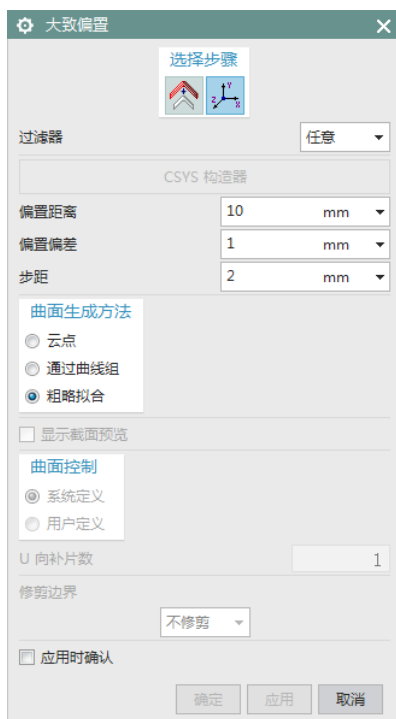 大致偏置
选择步骤
过滤器 任意
CSYS 构造器
偏置距离 10 mm
偏置偏差 1 mm
步距 2 mm
曲面生成方法
云点
通过曲线组
粗略拟合
显示截面预览
曲面控制
系统定义
用户定义
U 向补片数 1
修剪边界
不修剪
应用时确认
确定 应用 取消